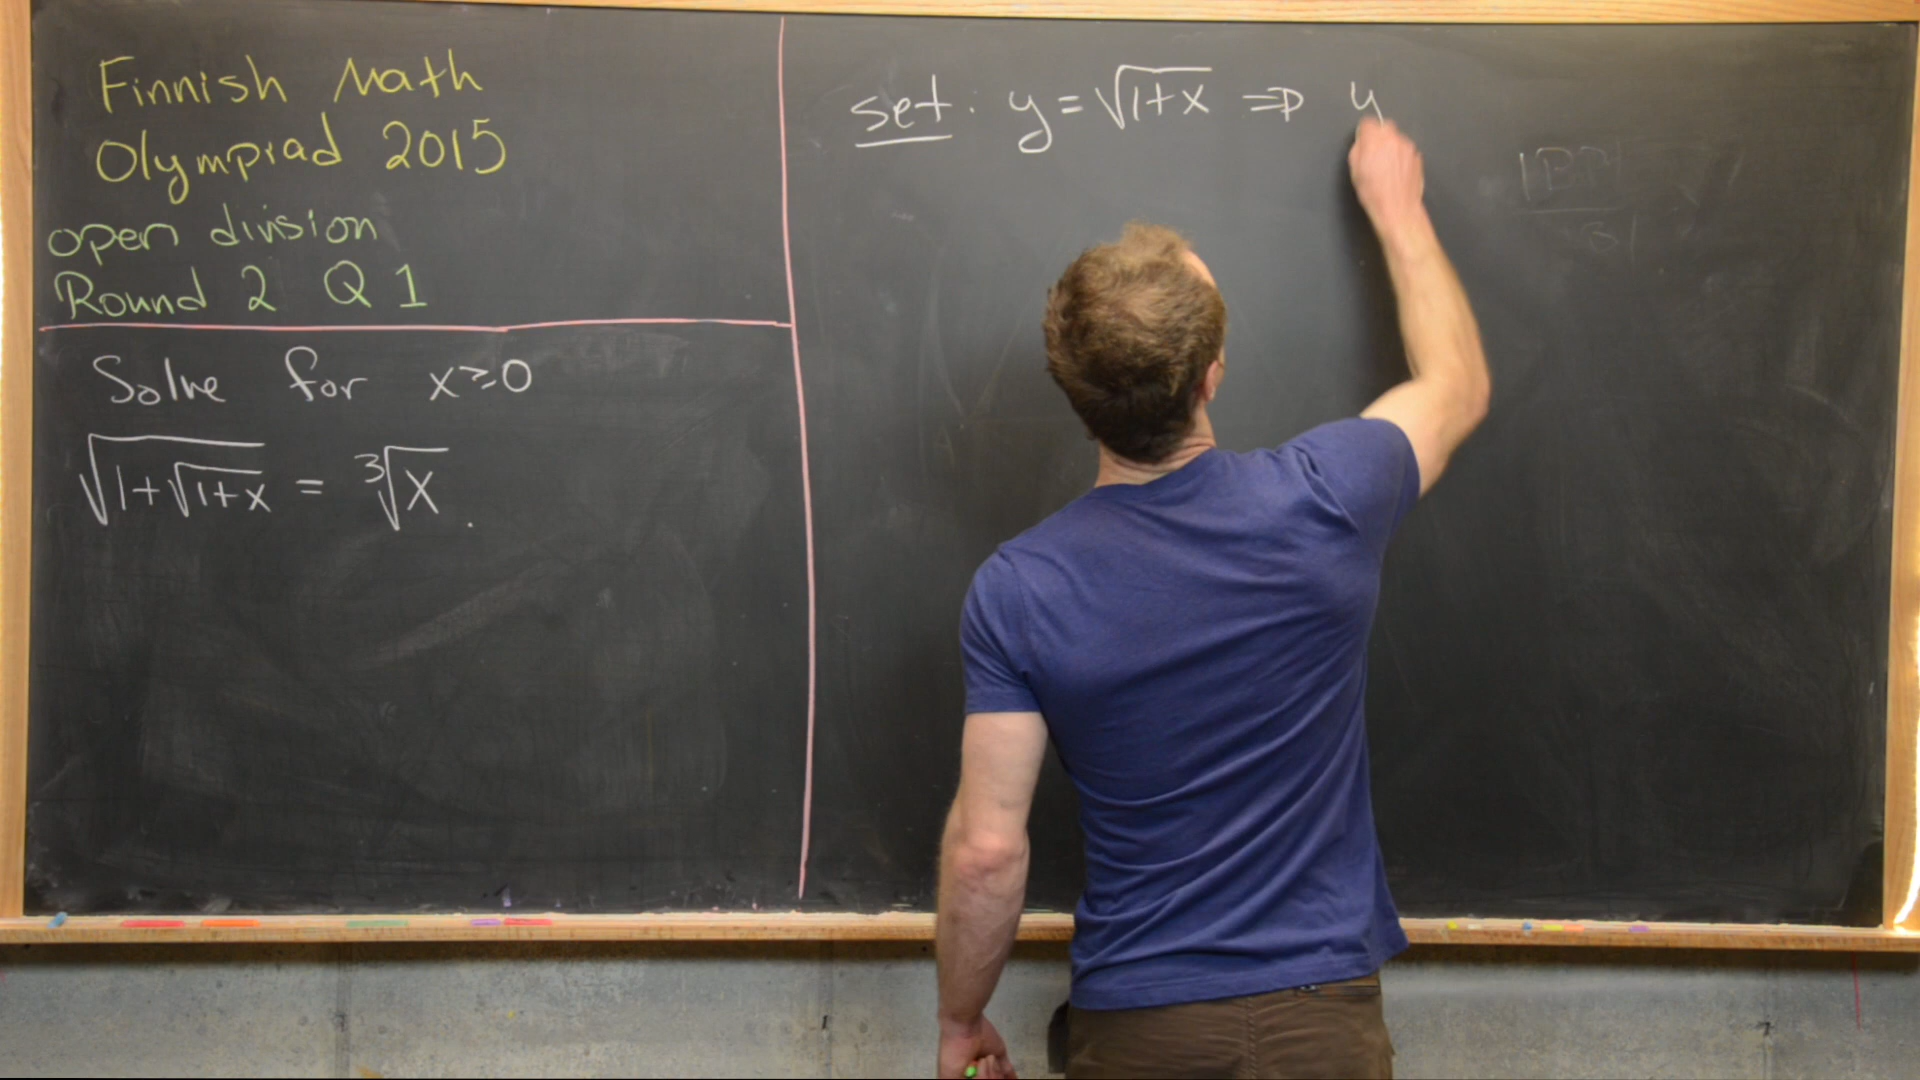 Finnish Math
Olympiad 2015
open division
Round 2 Q 1
Solve for x≥0
√(1+√(1+x)) = ∛x.
set: y = √(1+x) ⇒ y